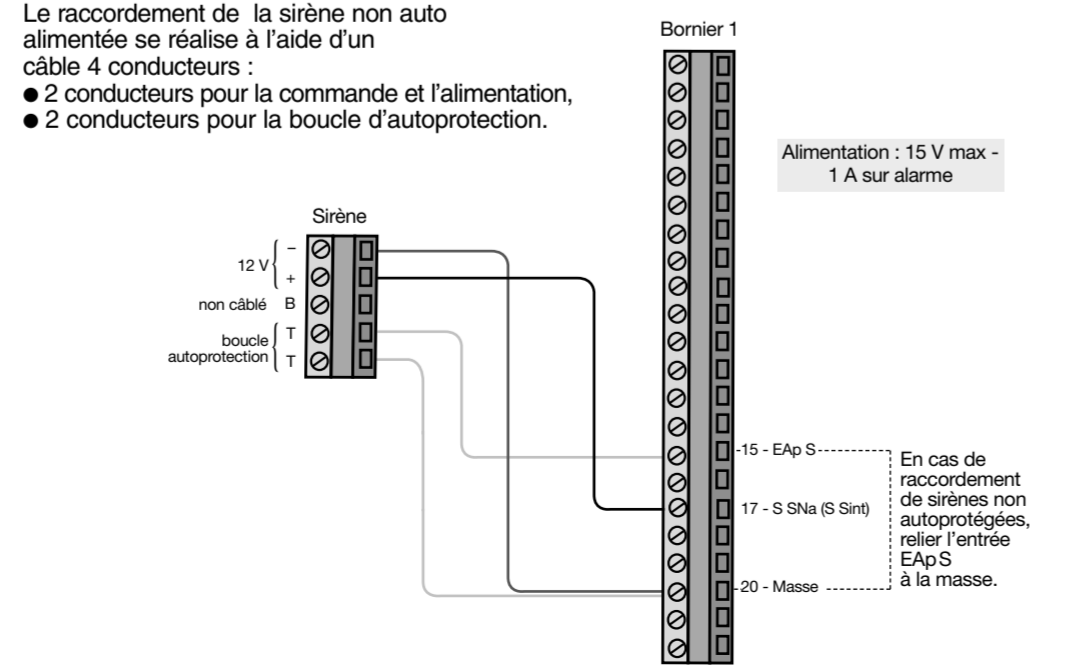 Le raccordement de la sirène non auto
alimentée se réalise à l'aide d'un
câble 4 conducteurs :
● 2 conducteurs pour la commande et l'alimentation,
● 2 conducteurs pour la boucle d'autoprotection.
Bornier 1
Alimentation : 15 V max -
1 A sur alarme
Sirène
12 V
–
+
non câblé B
boucle
autoprotection
T
T
15 - EAp S
17 - S SNa (S Sint)
20 - Masse
En cas de
raccordement
de sirènes non
autoprotégées,
relier l'entrée
EAp S
à la masse.